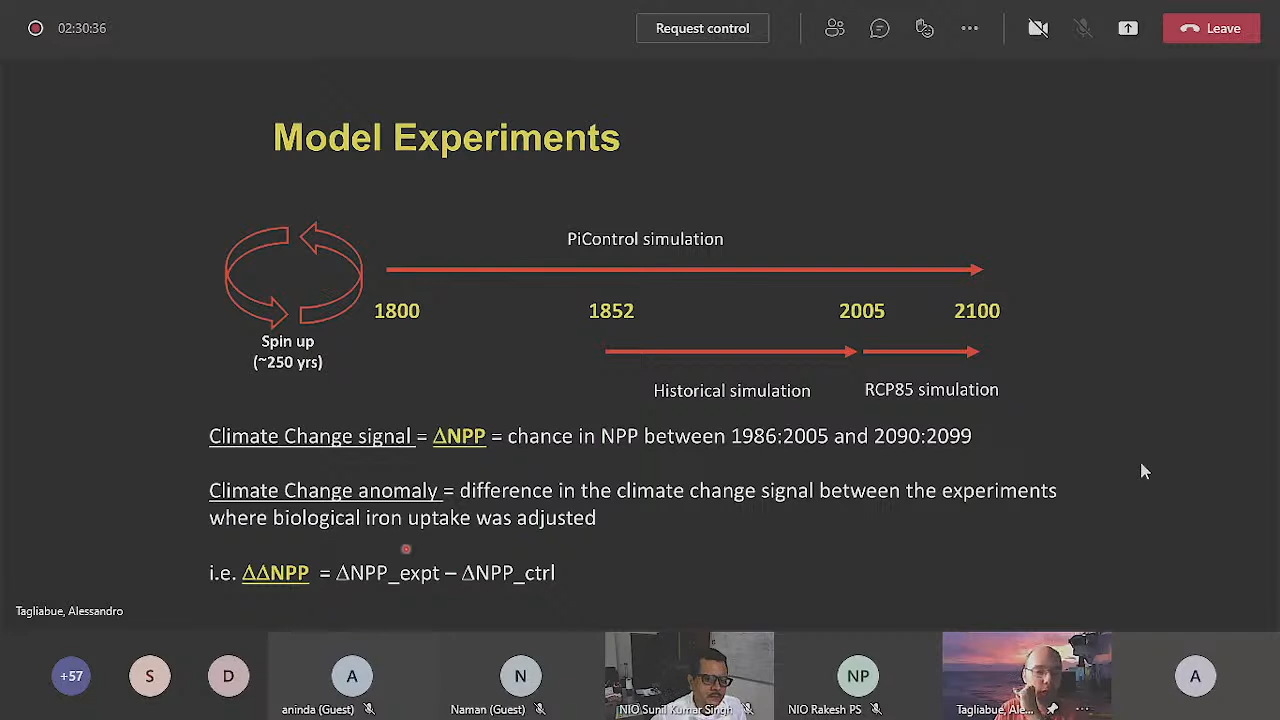 02:30:36
Request control
Leave
Model Experiments
PiControl simulation
1800
1852
2005
2100
Spin up
(~250 yrs)
Historical simulation
RCP85 simulation
Climate Change signal = ΔNPP = chance in NPP between 1986:2005 and 2090:2099
Climate Change anomaly = difference in the climate change signal between the experiments
where biological iron uptake was adjusted
i.e. ΔΔNPP = ΔNPP_expt – ΔNPP_ctrl
Tagliabue, Alessandro
+57
S
D
A
N
NP
A
aninda (Guest)
Naman (Guest)
NIO Sunil Kumar Singh
NIO Rakesh PS
Tagliabue, Ale...